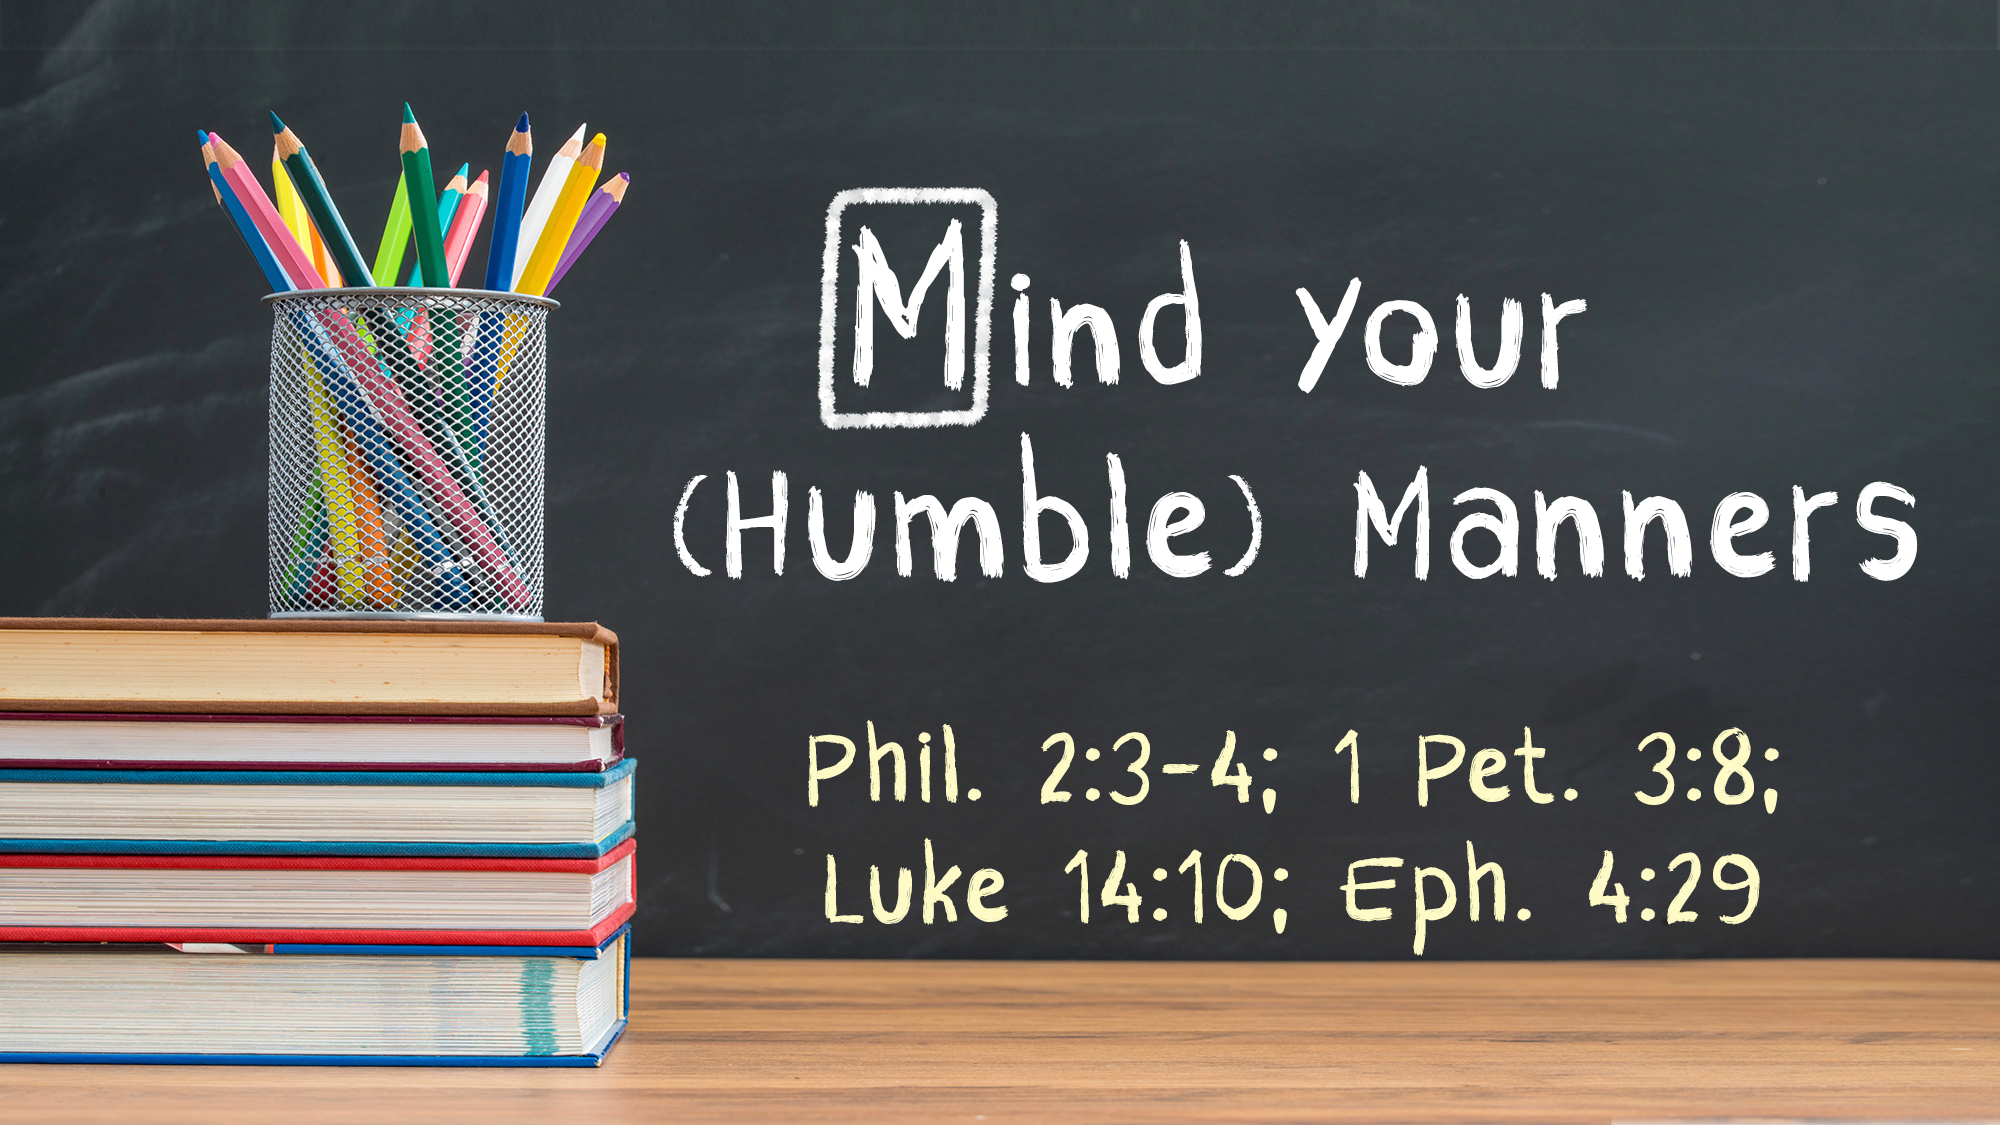 Mind your
(Humble) Manners
Phil. 2:3-4; 1 Pet. 3:8;
Luke 14:10; Eph. 4:29